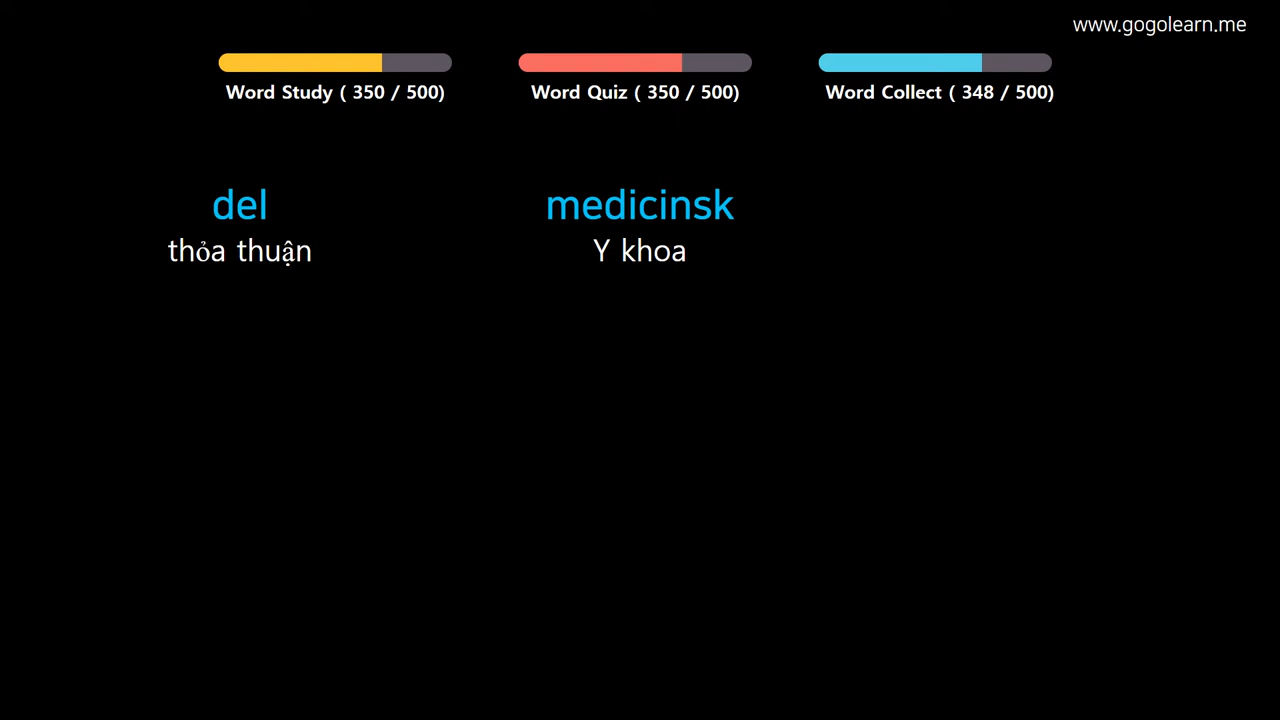 www.gogolearn.me
Word Study ( 350 / 500)
Word Quiz ( 350 / 500)
Word Collect ( 348 / 500)
del
thỏa thuận
medicinsk
Y khoa